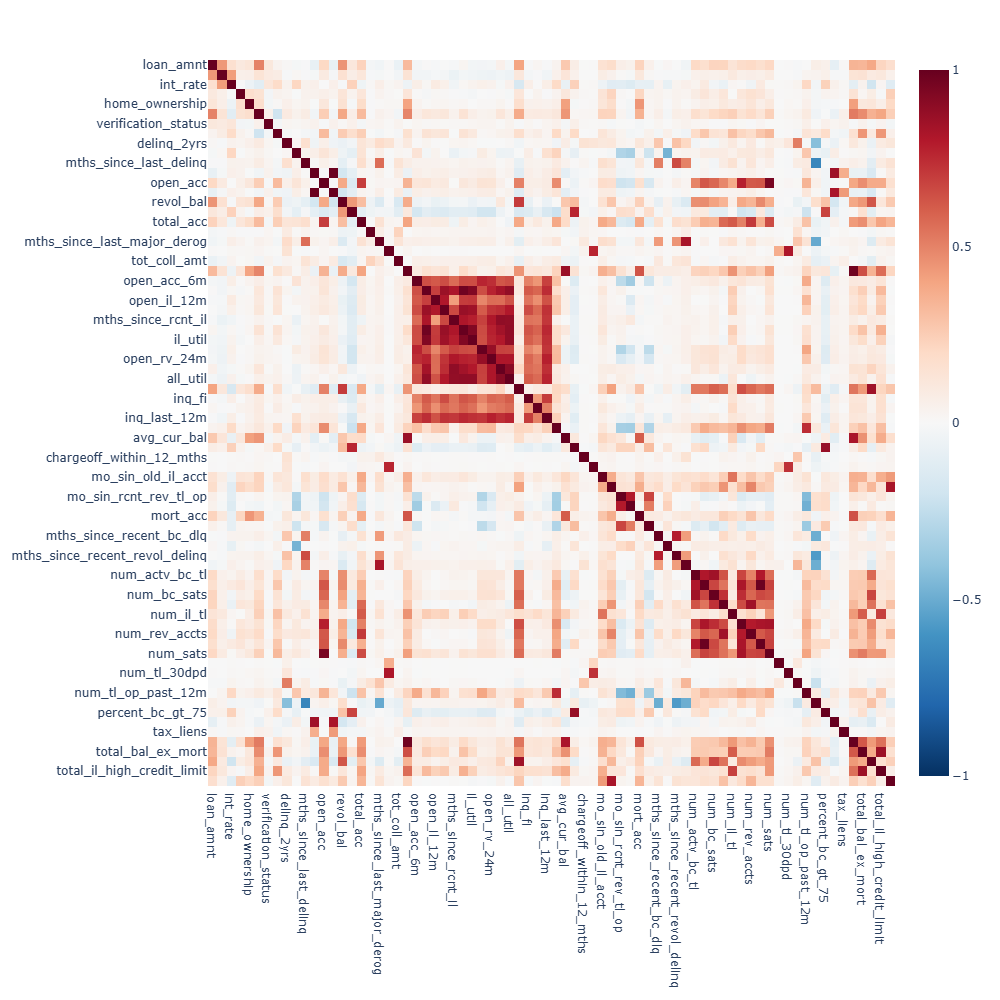 loan_amnt
int_rate
home_ownership
verification_status
delinq_2yrs
mths_since_last_delinq
open_acc
revol_bal
total_acc
mths_since_last_major_derog
tot_coll_amt
open_acc_6m
open_il_12m
mths_since_rcnt_il
il_util
open_rv_24m
all_util
inq_fi
inq_last_12m
avg_cur_bal
chargeoff_within_12_mths
mo_sin_old_il_acct
mo_sin_rcnt_rev_tl_op
mort_acc
mths_since_recent_bc_dlq
mths_since_recent_revol_delinq
num_actv_bc_tl
num_bc_sats
num_il_tl
num_rev_accts
num_sats
num_tl_30dpd
num_tl_op_past_12m
percent_bc_gt_75
tax_liens
total_bal_ex_mort
total_il_high_credit_limit
loan_amnt
int_rate
home_ownership
verification_status
delinq_2yrs
mths_since_last_delinq
open_acc
revol_bal
total_acc
mths_since_last_major_derog
tot_coll_amt
open_acc_6m
open_il_12m
mths_since_rcnt_il
il_util
open_rv_24m
all_util
inq_fi
inq_last_12m
avg_cur_bal
chargeoff_within_12_mths
mo_sin_old_il_acct
mo_sin_rcnt_rev_tl_op
mort_acc
mths_since_recent_bc_dlq
mths_since_recent_revol_delinq
num_actv_bc_tl
num_bc_sats
num_il_tl
num_rev_accts
num_sats
num_tl_30dpd
num_tl_op_past_12m
percent_bc_gt_75
tax_liens
total_bal_ex_mort
total_il_high_credit_limit
1
0.5
0
−0.5
−1